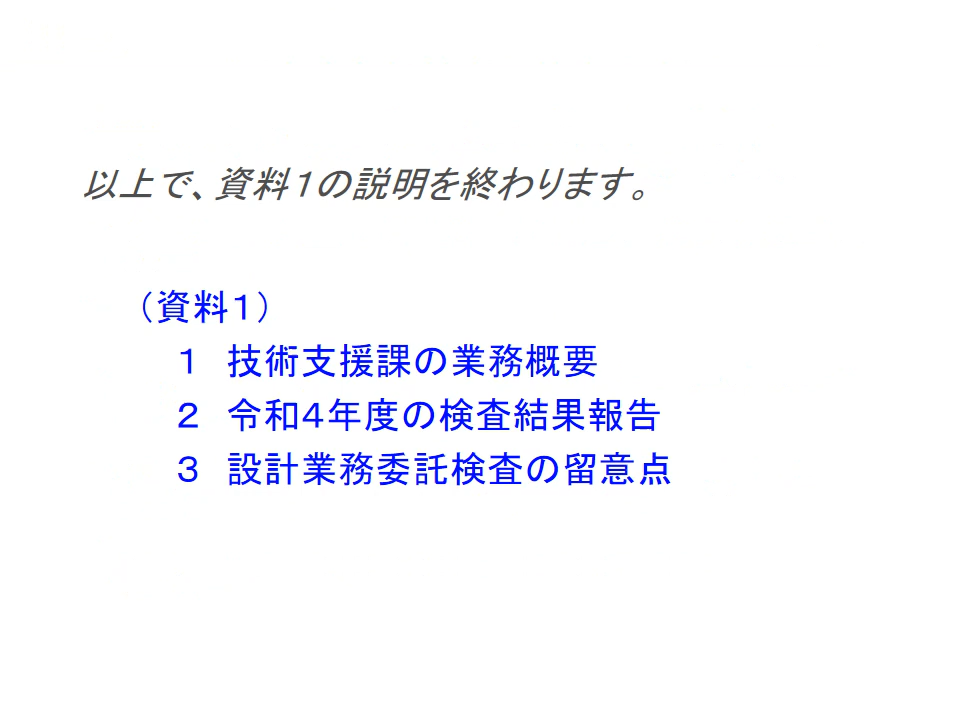 以上で、資料１の説明を終わります。
（資料１）
１　技術支援課の業務概要
２　令和４年度の検査結果報告
３　設計業務委託検査の留意点